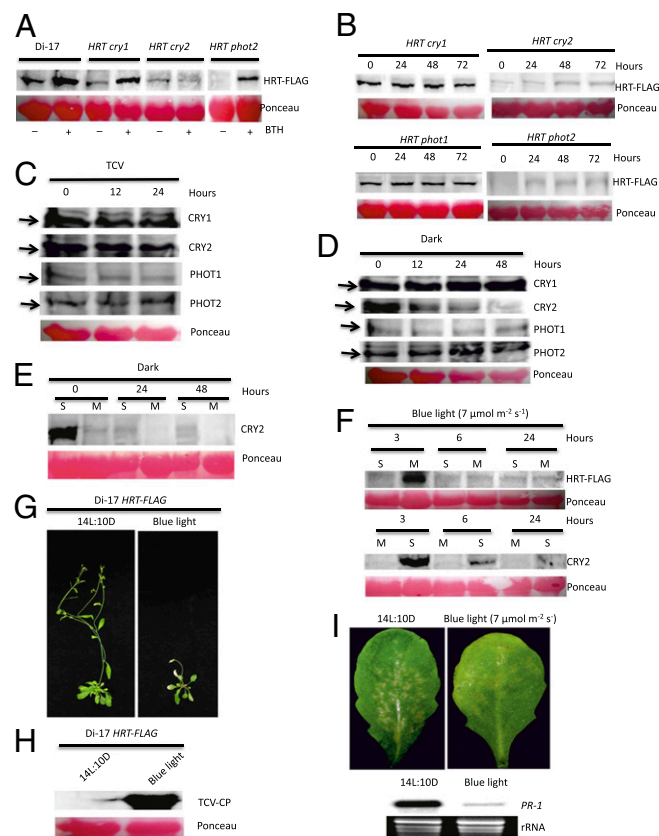 A
Di-17 HRT cry1 HRT cry2 HRT phot2
HRT-FLAG
Ponceau
– + – + – + – + BTH
B
HRT cry1 HRT cry2
0 24 48 72 Hours 0 24 48 72
HRT-FLAG
Ponceau
HRT phot1 HRT phot2
0 24 48 72 Hours 0 24 48 72
HRT-FLAG
Ponceau
C
TCV
0 12 24 Hours
CRY1
CRY2
PHOT1
PHOT2
Ponceau
D
Dark
0 12 24 48 Hours
CRY1
CRY2
PHOT1
PHOT2
Ponceau
E
Dark
0 24 48 Hours
S M S M S M
CRY2
Ponceau
F
Blue light (7 µmol m⁻² s⁻¹)
3 6 24 Hours
S M S M S M
HRT-FLAG
Ponceau
3 6 24 Hours
M S M S M S
CRY2
Ponceau
G
Di-17 HRT-FLAG
14L:10D Blue light
H
Di-17 HRT-FLAG
14L:10D Blue light
TCV-CP
Ponceau
I
14L:10D Blue light (7 µmol m⁻² s⁻)
14L:10D Blue light
PR-1
rRNA